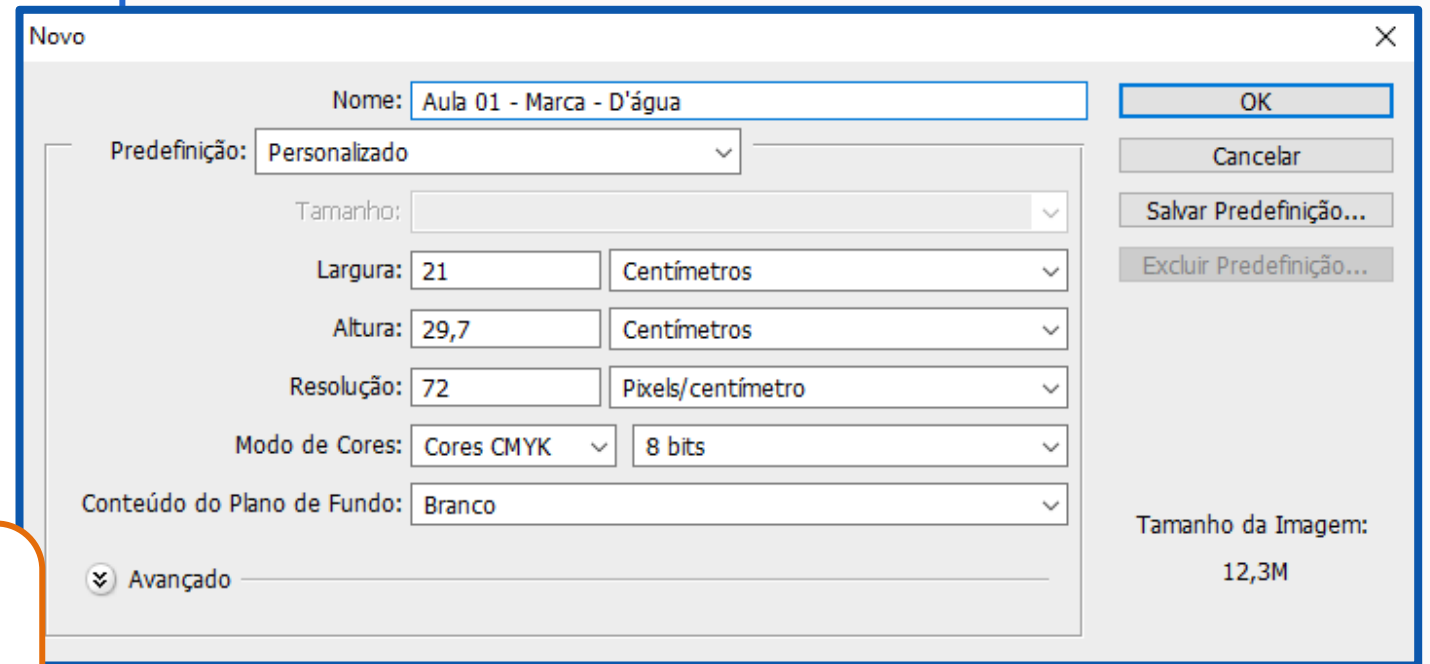 Novo
Nome: Aula 01 - Marca - D'água
OK
Predefinição: Personalizado
Cancelar
Tamanho:
Salvar Predefinição...
Largura: 21 Centímetros
Excluir Predefinição...
Altura: 29,7 Centímetros
Resolução: 72 Pixels/centímetro
Modo de Cores: Cores CMYK 8 bits
Conteúdo do Plano de Fundo: Branco
Tamanho da Imagem:
12,3M
Avançado